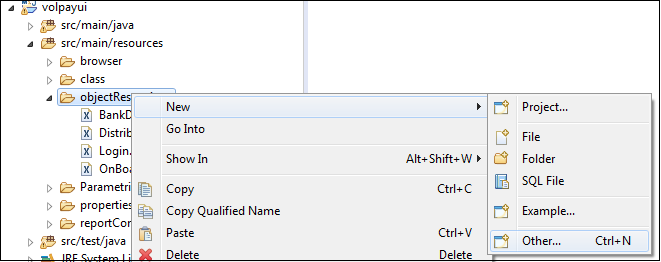 volpayui
src/main/java
src/main/resources
browser
class
objectRes
BankD
New
Project...
Distrib
Go Into
File
Login.
Folder
OnBoa
Show In Alt+Shift+W
SQL File
Parametri
Copy Ctrl+C
properties
Copy Qualified Name
Example...
reportCon
Paste Ctrl+V
src/test/java
Other... Ctrl+N
JRE System Li
Delete Delete